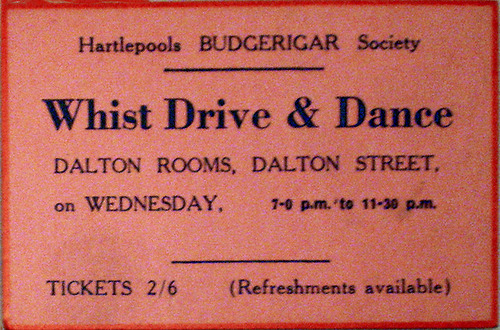 Hartlepools BUDGERIGAR Society
Whist Drive & Dance
DALTON ROOMS, DALTON STREET,
on WEDNESDAY, 7-0 p.m. to 11-30 p.m.
TICKETS 2/6 (Refreshments available)